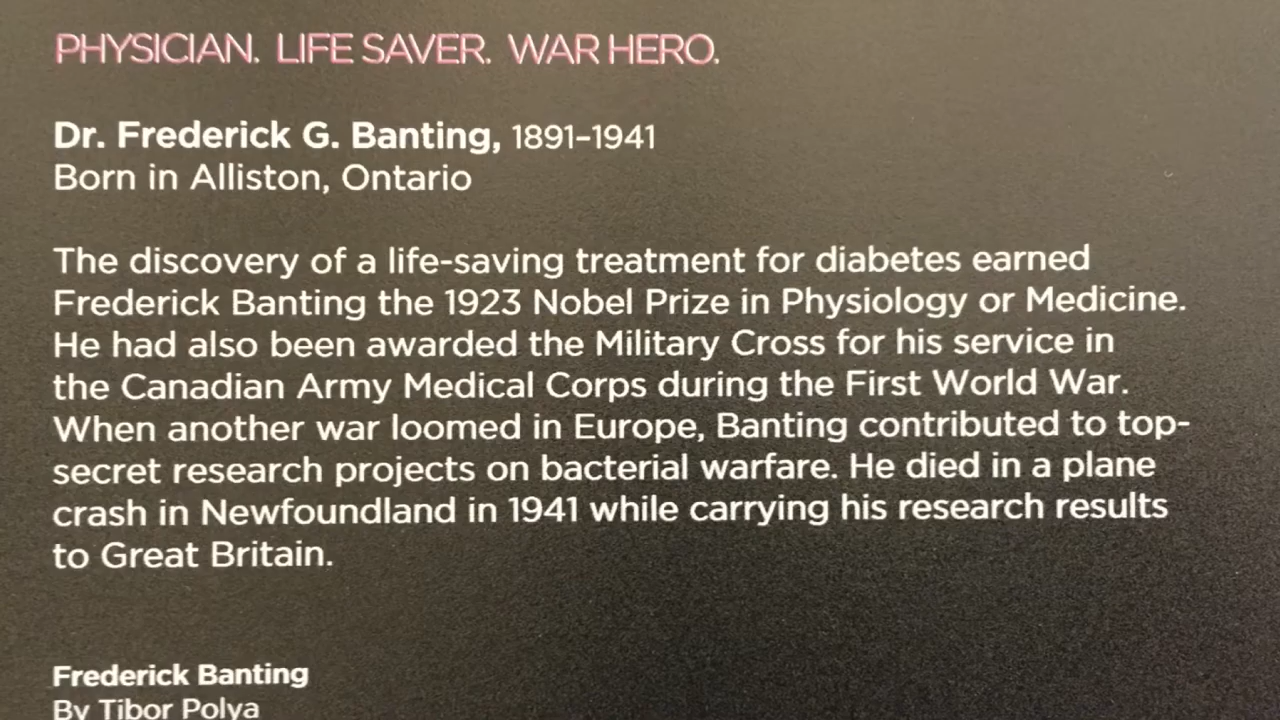 PHYSICIAN. LIFE SAVER. WAR HERO.
Dr. Frederick G. Banting, 1891–1941
Born in Alliston, Ontario
The discovery of a life-saving treatment for diabetes earned
Frederick Banting the 1923 Nobel Prize in Physiology or Medicine.
He had also been awarded the Military Cross for his service in
the Canadian Army Medical Corps during the First World War.
When another war loomed in Europe, Banting contributed to top-
secret research projects on bacterial warfare. He died in a plane
crash in Newfoundland in 1941 while carrying his research results
to Great Britain.
Frederick Banting
By Tibor Polya